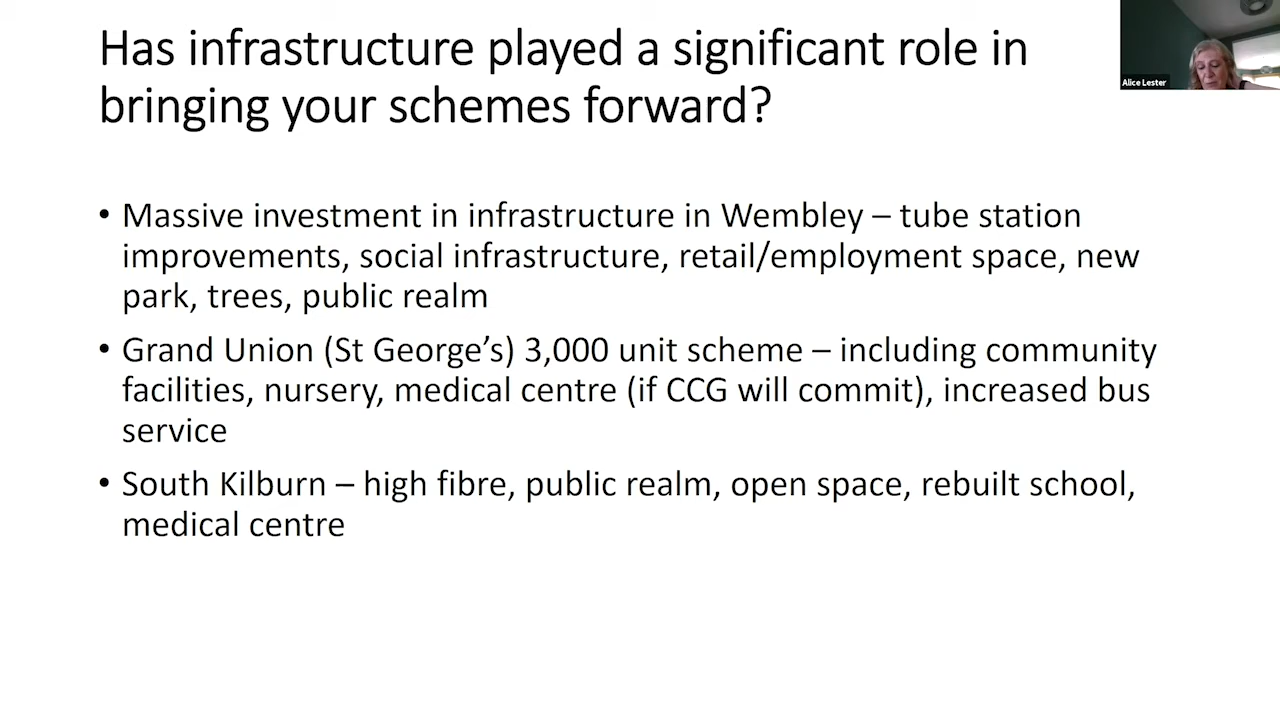 Has infrastructure played a significant role in
bringing your schemes forward?
Alice Lester
• Massive investment in infrastructure in Wembley – tube station
improvements, social infrastructure, retail/employment space, new
park, trees, public realm
• Grand Union (St George’s) 3,000 unit scheme – including community
facilities, nursery, medical centre (if CCG will commit), increased bus
service
• South Kilburn – high fibre, public realm, open space, rebuilt school,
medical centre